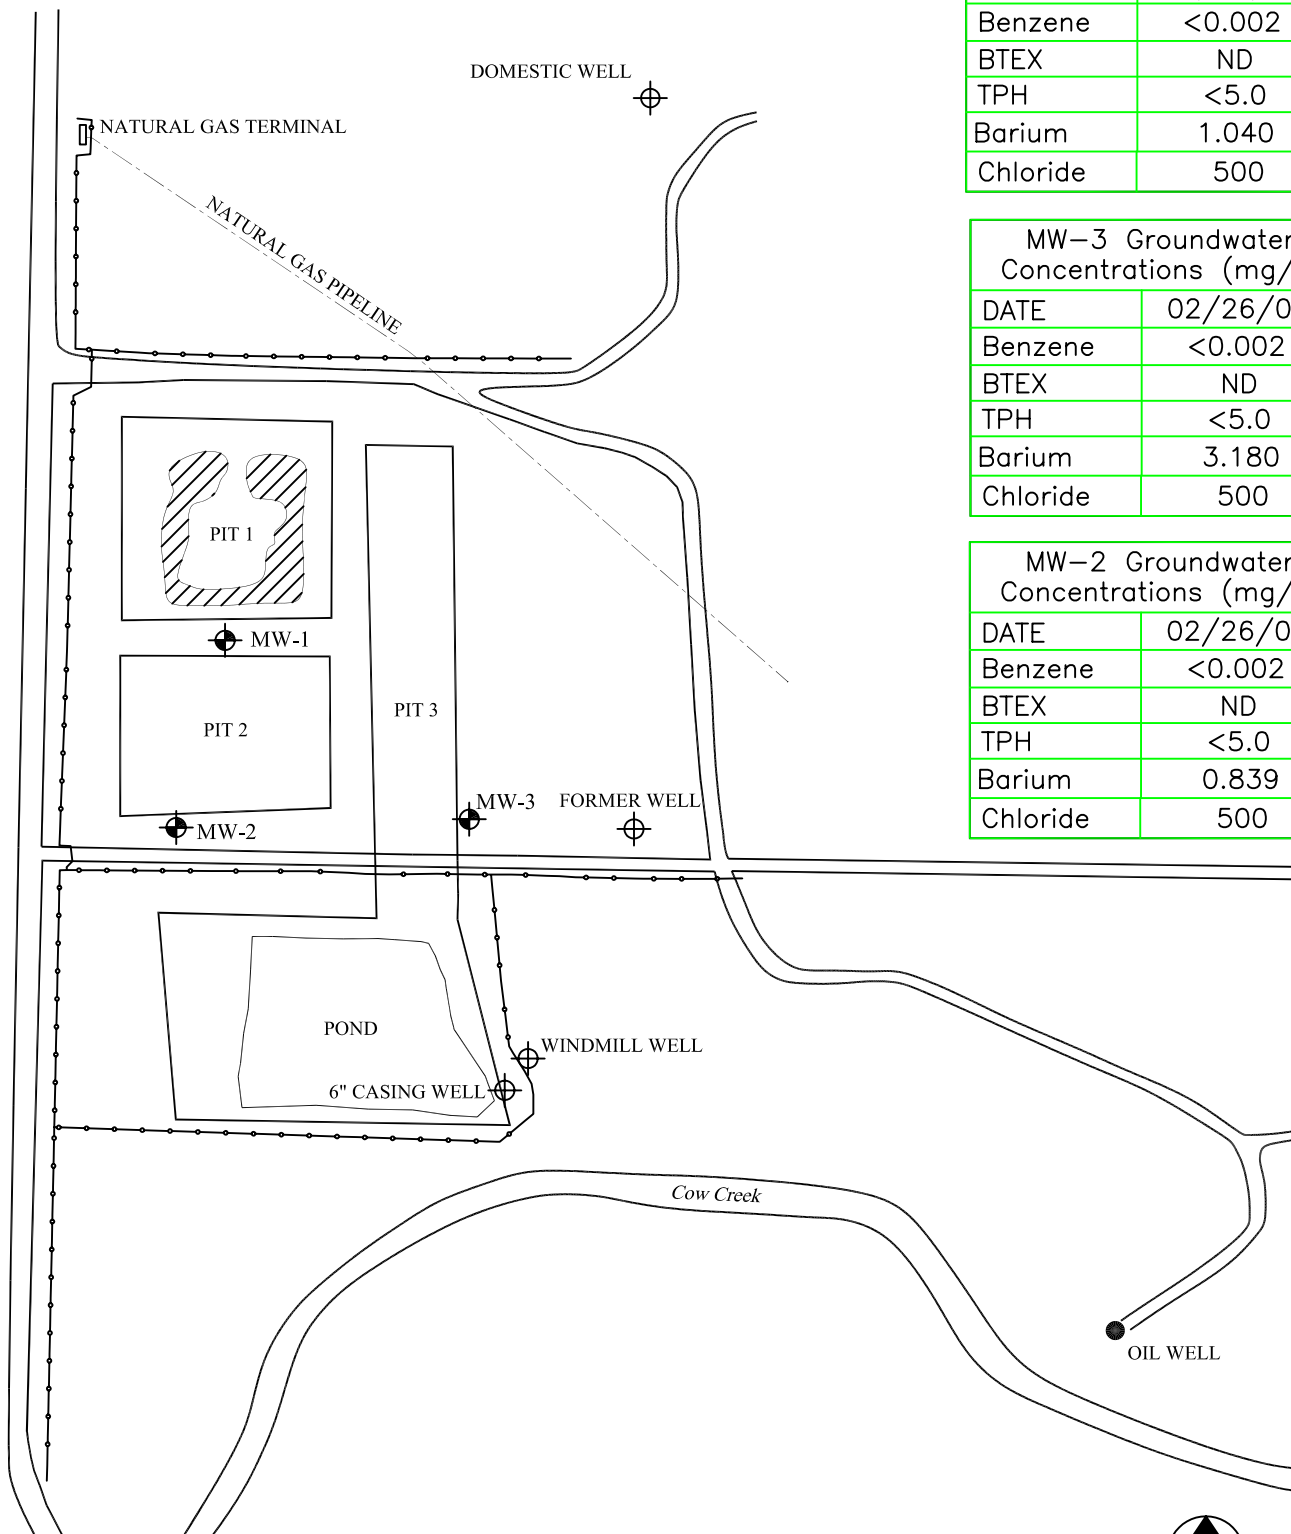 DOMESTIC WELL
NATURAL GAS TERMINAL
NATURAL GAS PIPELINE
PIT 1
MW-1
PIT 2
PIT 3
MW-2
MW-3
FORMER WELL
POND
WINDMILL WELL
6" CASING WELL
Cow Creek
OIL WELL
Benzene <0.002
BTEX ND
TPH <5.0
Barium 1.040
Chloride 500
MW-3 Groundwater
Concentrations (mg/
DATE 02/26/0
Benzene <0.002
BTEX ND
TPH <5.0
Barium 3.180
Chloride 500
MW-2 Groundwater
Concentrations (mg/
DATE 02/26/0
Benzene <0.002
BTEX ND
TPH <5.0
Barium 0.839
Chloride 500